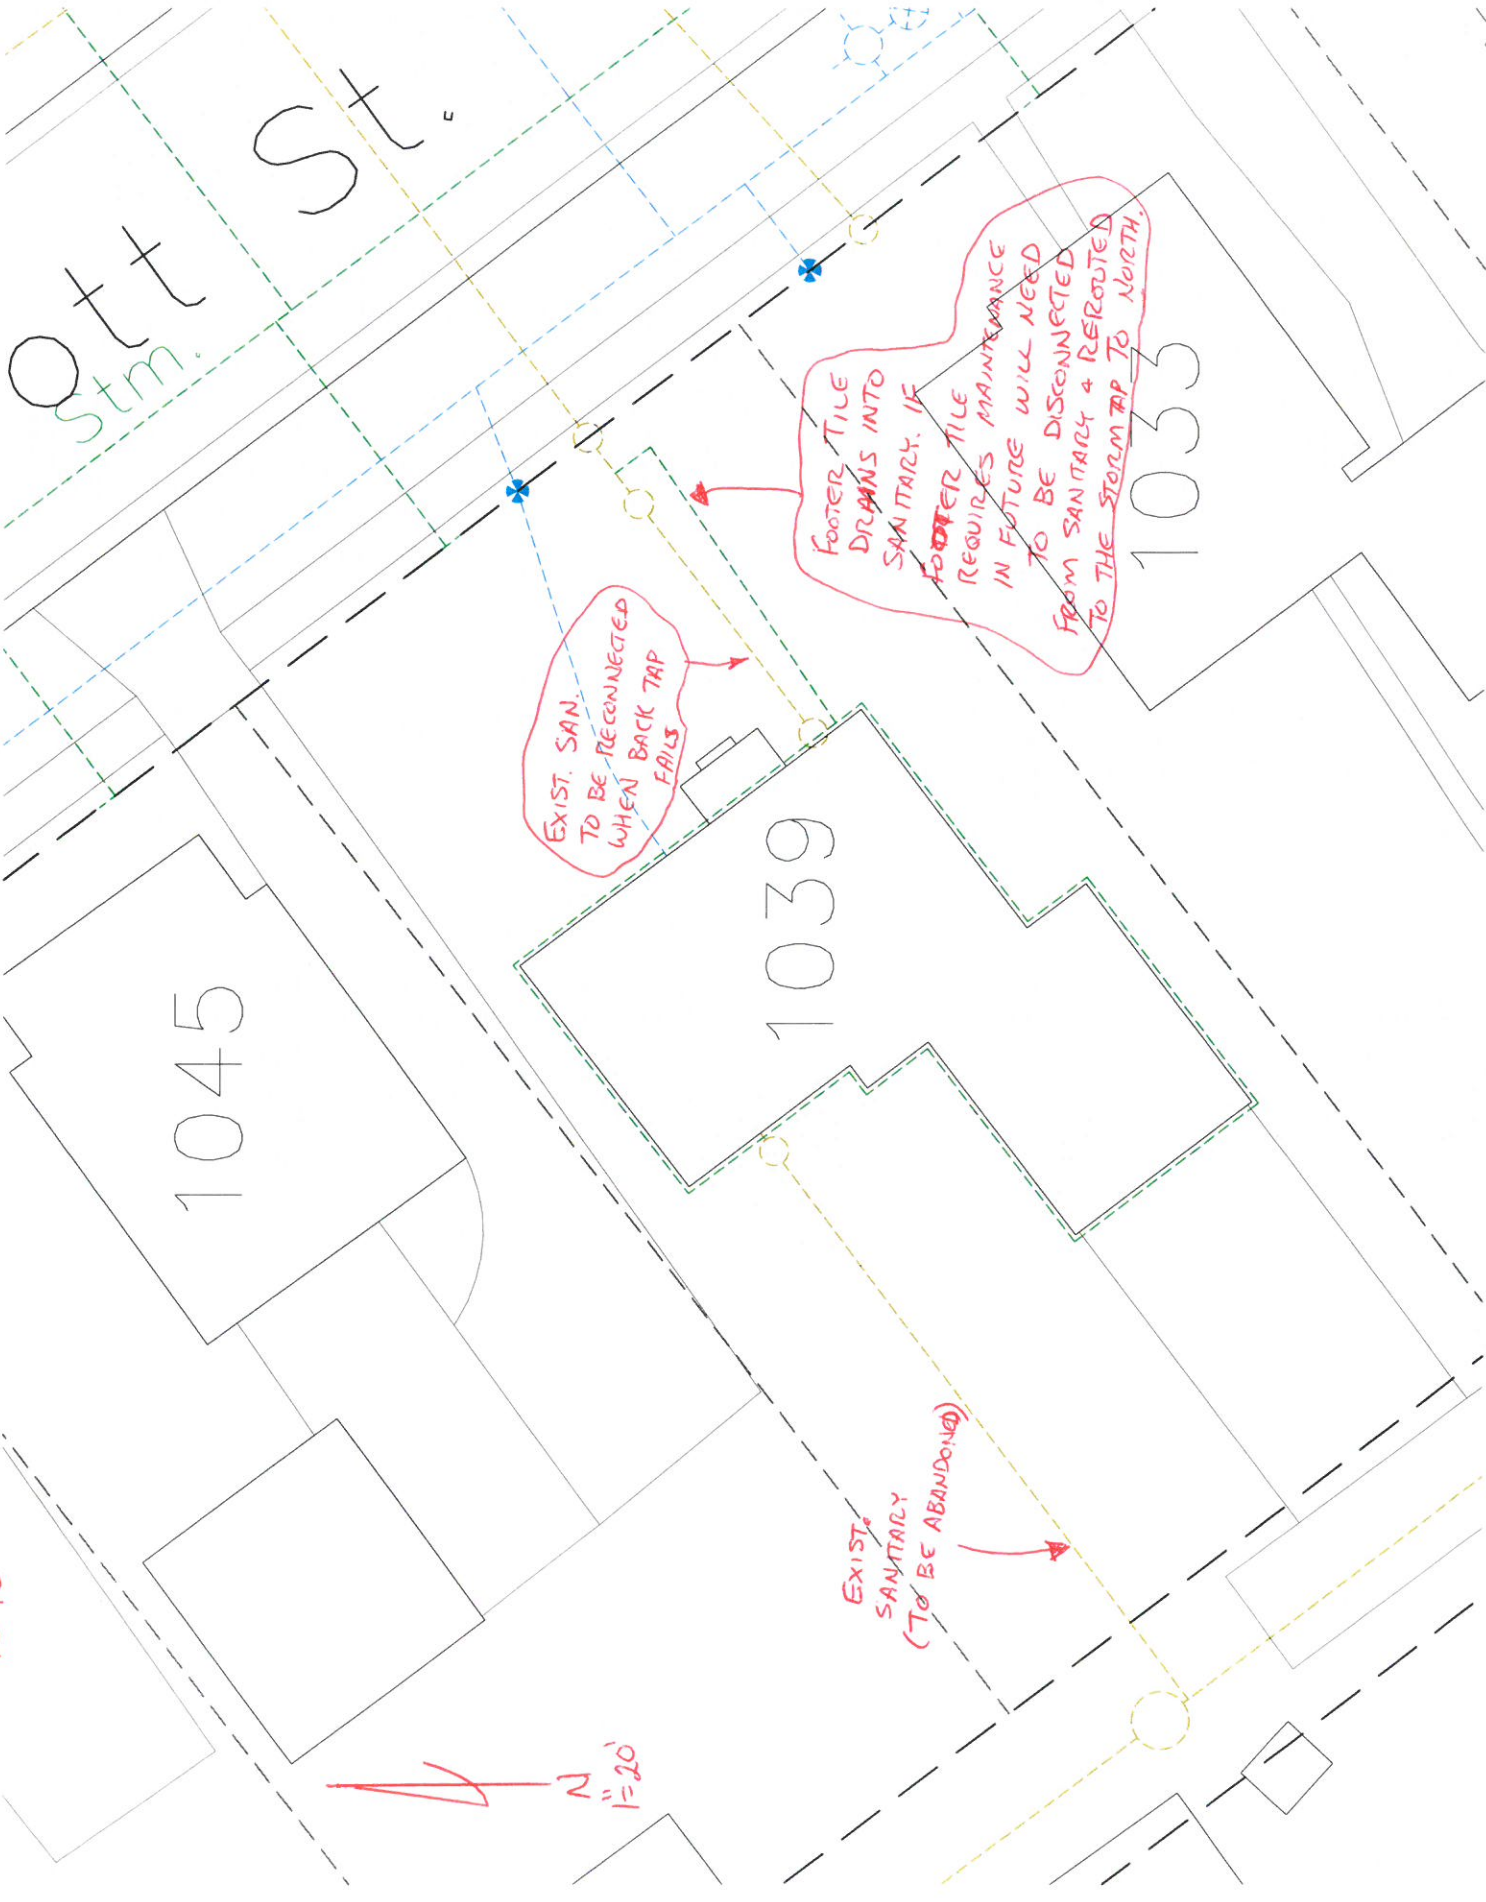 ott St.
Stm.
1045
1039
1033
EXIST. SAN.
TO BE RECONNECTED
WHEN BACK TAP
FAILS
FOOTER TILE
DRAINS INTO
SANITARY. IF
FOOTER TILE
REQUIRES MAINTENANCE
IN FUTURE WILL NEED
TO BE DISCONNECTED
FROM SANITARY & REROUTED
TO THE STORM TAP TO NORTH.
EXIST.
SANITARY
(TO BE ABANDONED)
N
1"=20'